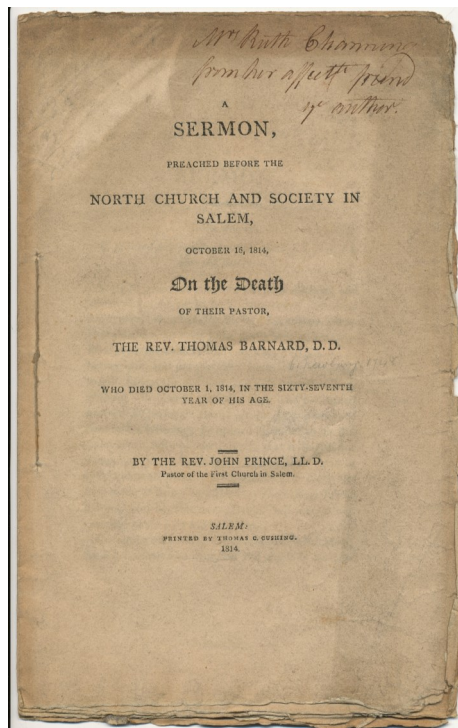 Mrs Ruth Channing
from her affectte friend
ye author.
A
SERMON,
PREACHED BEFORE THE
NORTH CHURCH AND SOCIETY IN
SALEM,
OCTOBER 16, 1814,
On the Death
OF THEIR PASTOR,
THE REV. THOMAS BARNARD, D. D.
WHO DIED OCTOBER 1, 1814, IN THE SIXTY-SEVENTH
YEAR OF HIS AGE.
BY THE REV. JOHN PRINCE, LL. D.
Pastor of the First Church in Salem.
SALEM:
PRINTED BY THOMAS C. CUSHING.
1814.